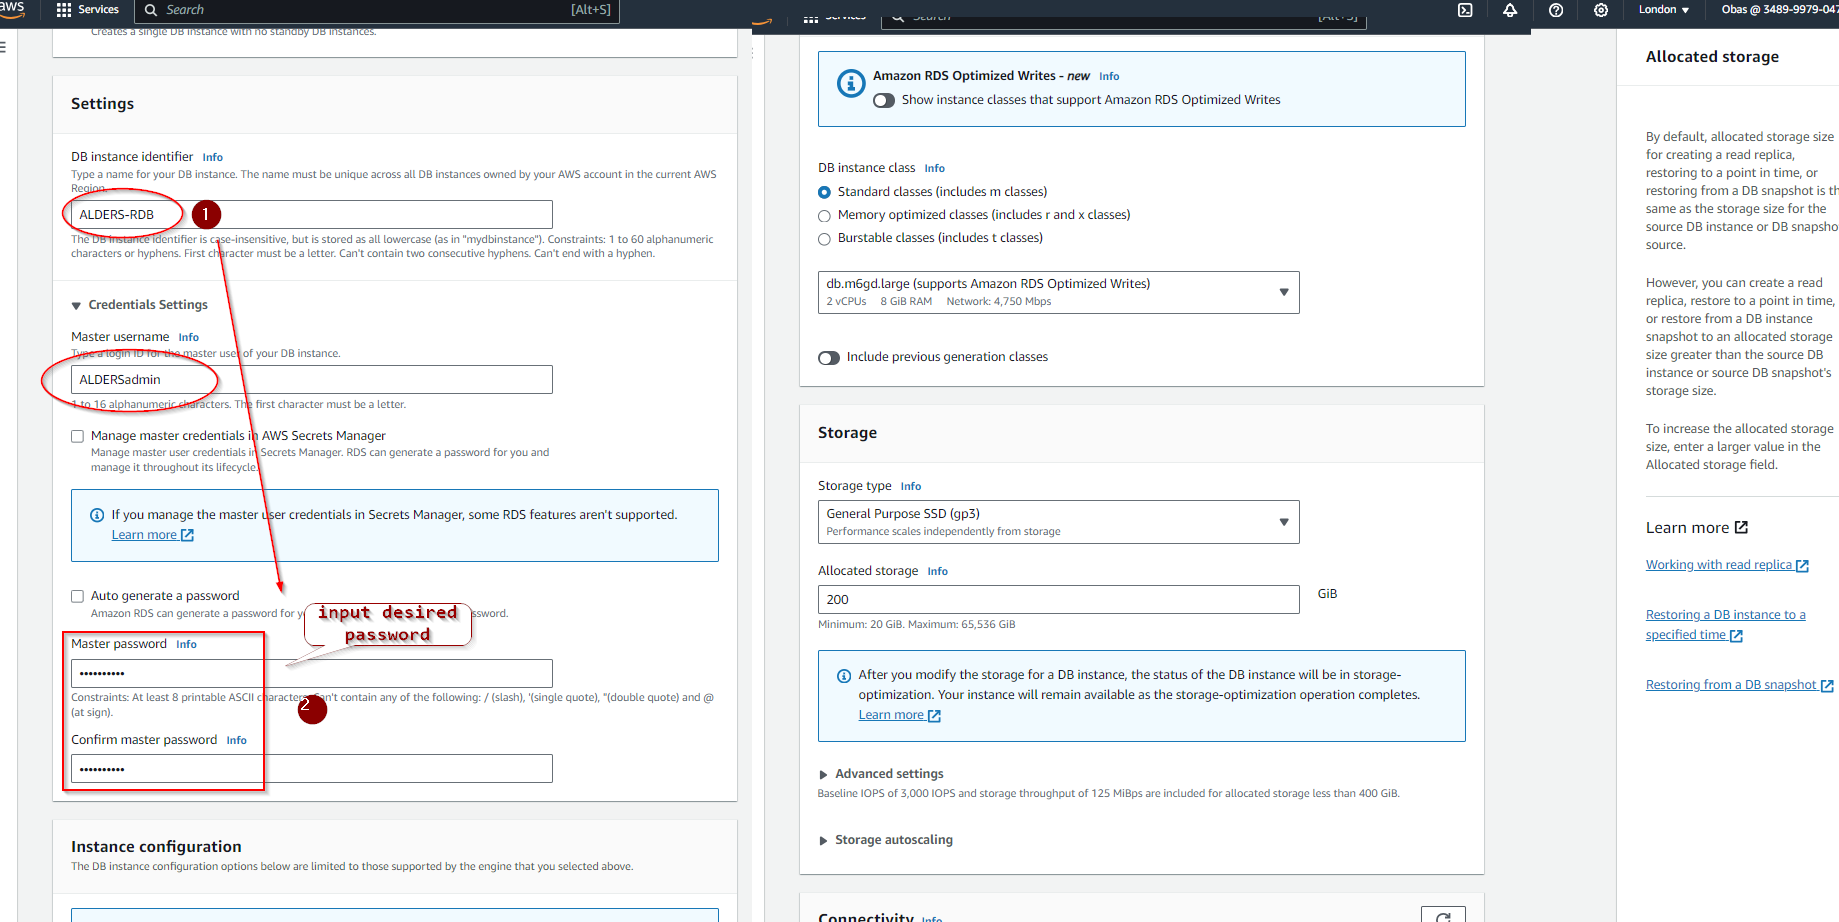 aws
Services
Search
[Alt+S]
Creates a single DB instance with no standby DB instances.
Settings
DB instance identifier Info
Type a name for your DB instance. The name must be unique across all DB instances owned by your AWS account in the current AWS
Region.
ALDERS-RDB
1
The DB instance identifier is case-insensitive, but is stored as all lowercase (as in "mydbinstance"). Constraints: 1 to 60 alphanumeric
characters or hyphens. First character must be a letter. Can't contain two consecutive hyphens. Can't end with a hyphen.
Credentials Settings
Master username Info
Type a login ID for the master user of your DB instance.
ALDERSadmin
1 to 16 alphanumeric characters. The first character must be a letter.
Manage master credentials in AWS Secrets Manager
Manage master user credentials in Secrets Manager. RDS can generate a password for you and
manage it throughout its lifecycle.
If you manage the master user credentials in Secrets Manager, some RDS features aren't supported.
Learn more
Auto generate a password
Amazon RDS can generate a password for
input desired
password
Master password Info
••••••••••
Constraints: At least 8 printable ASCII characters. Can't contain any of the following: / (slash), '(single quote), "(double quote) and @
(at sign).
2
Confirm master password Info
••••••••••
Instance configuration
The DB instance configuration options below are limited to those supported by the engine that you selected above.
Services
Search
[Alt+S]
London
Obas @ 3489-9979-047
Amazon RDS Optimized Writes - new Info
Show instance classes that support Amazon RDS Optimized Writes
DB instance class Info
Standard classes (includes m classes)
Memory optimized classes (includes r and x classes)
Burstable classes (includes t classes)
db.m6gd.large (supports Amazon RDS Optimized Writes)
2 vCPUs 8 GiB RAM Network: 4,750 Mbps
Include previous generation classes
Storage
Storage type Info
General Purpose SSD (gp3)
Performance scales independently from storage
Allocated storage Info
200
GiB
Minimum: 20 GiB. Maximum: 65,536 GiB
After you modify the storage for a DB instance, the status of the DB instance will be in storage-
optimization. Your instance will remain available as the storage-optimization operation completes.
Learn more
Advanced settings
Baseline IOPS of 3,000 IOPS and storage throughput of 125 MiBps are included for allocated storage less than 400 GiB.
Storage autoscaling
Connectivity Info
Allocated storage
By default, allocated storage size
for creating a read replica,
restoring to a point in time, or
restoring from a DB snapshot is th
same as the storage size for the
source DB instance or DB snapsho
source.
However, you can create a read
replica, restore to a point in time,
or restore from a DB instance
snapshot to an allocated storage
size greater than the source DB
instance or source DB snapshot's
storage size.
To increase the allocated storage
size, enter a larger value in the
Allocated storage field.
Learn more
Working with read replica
Restoring a DB instance to a
specified time
Restoring from a DB snapshot